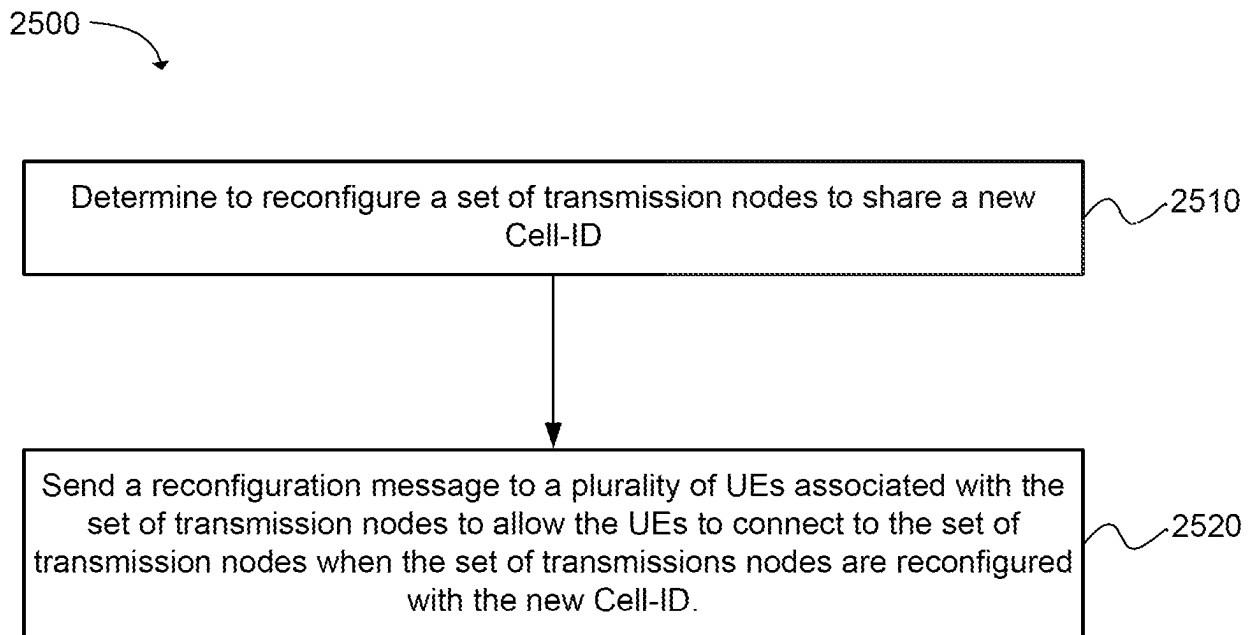 2500
Determine to reconfigure a set of transmission nodes to share a new
Cell-ID
2510
Send a reconfiguration message to a plurality of UEs associated with the
set of transmission nodes to allow the UEs to connect to the set of
transmission nodes when the set of transmissions nodes are reconfigured
with the new Cell-ID.
2520